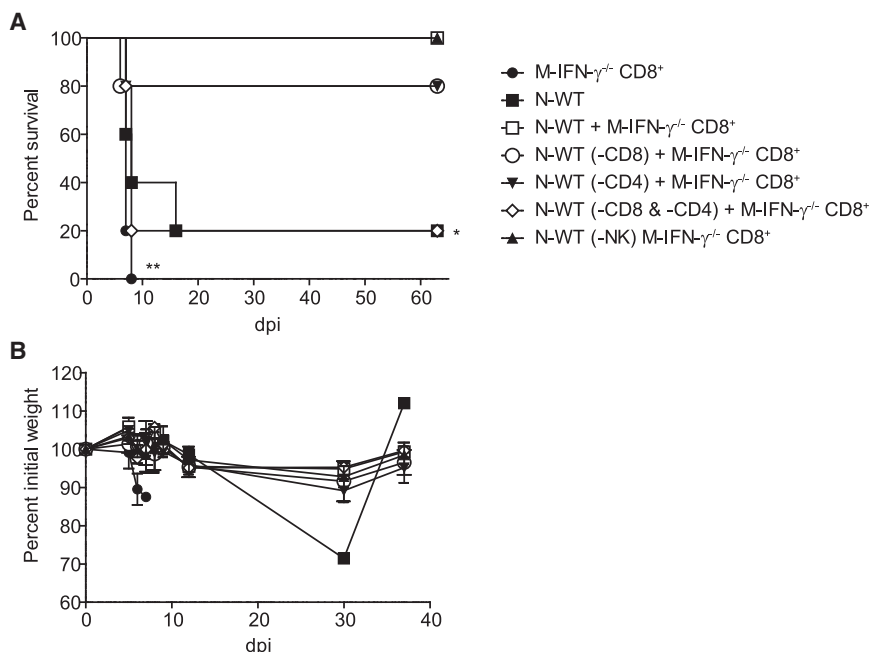 A
Percent survival
100
80
60
40
20
0
0 10 20 30 40 50 60
dpi
**
*
M-IFN-γ-/- CD8+
N-WT
N-WT + M-IFN-γ-/- CD8+
N-WT (-CD8) + M-IFN-γ-/- CD8+
N-WT (-CD4) + M-IFN-γ-/- CD8+
N-WT (-CD8 & -CD4) + M-IFN-γ-/- CD8+
N-WT (-NK) M-IFN-γ-/- CD8+
B
Percent initial weight
120
110
100
90
80
70
60
0 10 20 30 40
dpi